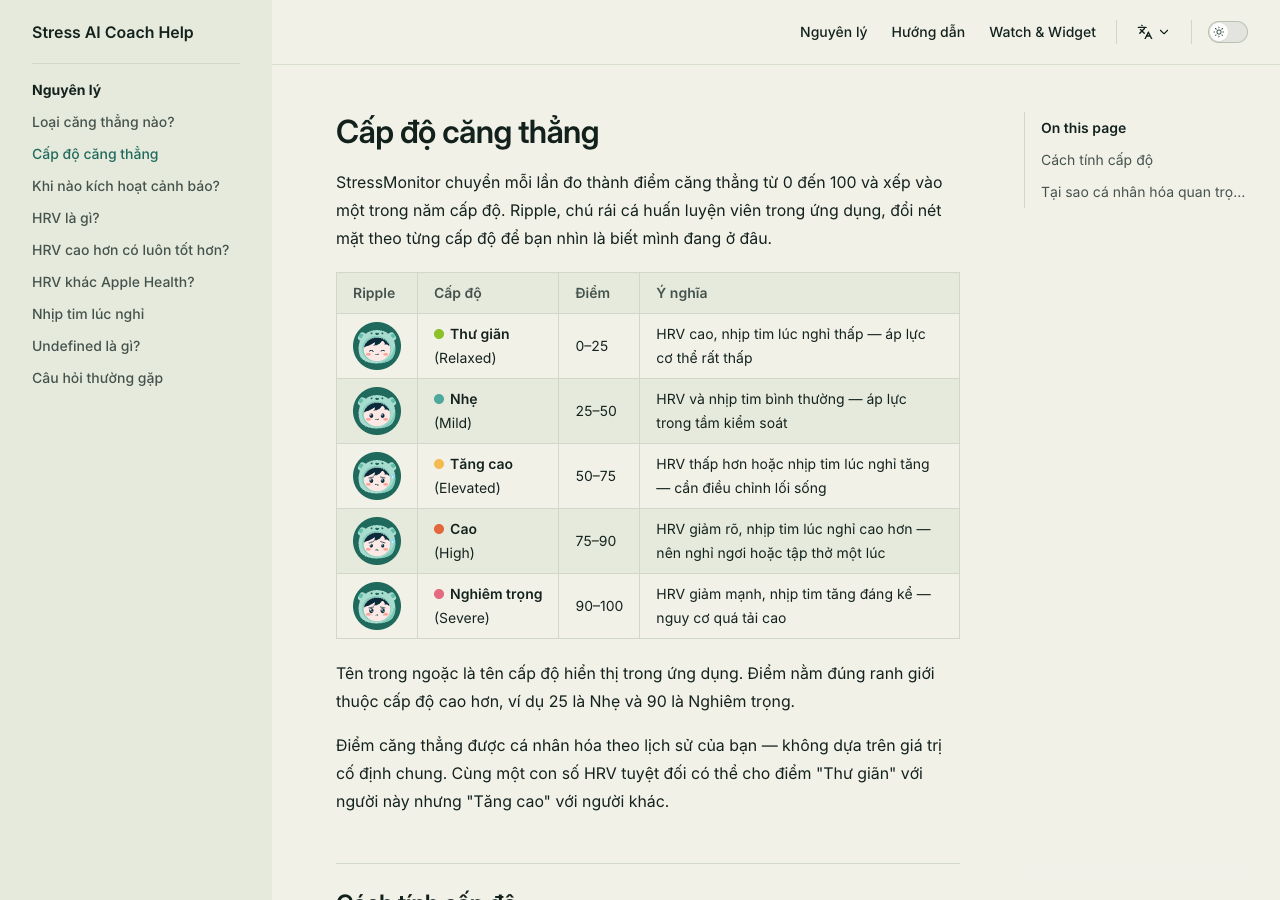 Stress AI Coach Help
Nguyên lý
Hướng dẫn
Watch & Widget
Nguyên lý
Loại căng thẳng nào?
Cấp độ căng thẳng
Khi nào kích hoạt cảnh báo?
HRV là gì?
HRV cao hơn có luôn tốt hơn?
HRV khác Apple Health?
Nhịp tim lúc nghỉ
Undefined là gì?
Câu hỏi thường gặp
Cấp độ căng thẳng
StressMonitor chuyển mỗi lần đo thành điểm căng thẳng từ 0 đến 100 và xếp vào
một trong năm cấp độ. Ripple, chú rái cá huấn luyện viên trong ứng dụng, đổi nét
mặt theo từng cấp độ để bạn nhìn là biết mình đang ở đâu.
Ripple Cấp độ Điểm Ý nghĩa
Thư giãn
(Relaxed)
0–25
HRV cao, nhịp tim lúc nghỉ thấp — áp lực
cơ thể rất thấp
Nhẹ
(Mild)
25–50
HRV và nhịp tim bình thường — áp lực
trong tầm kiểm soát
Tăng cao
(Elevated)
50–75
HRV thấp hơn hoặc nhịp tim lúc nghỉ tăng
— cần điều chỉnh lối sống
Cao
(High)
75–90
HRV giảm rõ, nhịp tim lúc nghỉ cao hơn —
nên nghỉ ngơi hoặc tập thở một lúc
Nghiêm trọng
(Severe)
90–100
HRV giảm mạnh, nhịp tim tăng đáng kể —
nguy cơ quá tải cao
Tên trong ngoặc là tên cấp độ hiển thị trong ứng dụng. Điểm nằm đúng ranh giới
thuộc cấp độ cao hơn, ví dụ 25 là Nhẹ và 90 là Nghiêm trọng.
Điểm căng thẳng được cá nhân hóa theo lịch sử của bạn — không dựa trên giá trị
cố định chung. Cùng một con số HRV tuyệt đối có thể cho điểm "Thư giãn" với
người này nhưng "Tăng cao" với người khác.
Cách tính cấp độ
On this page
Cách tính cấp độ
Tại sao cá nhân hóa quan trọ...